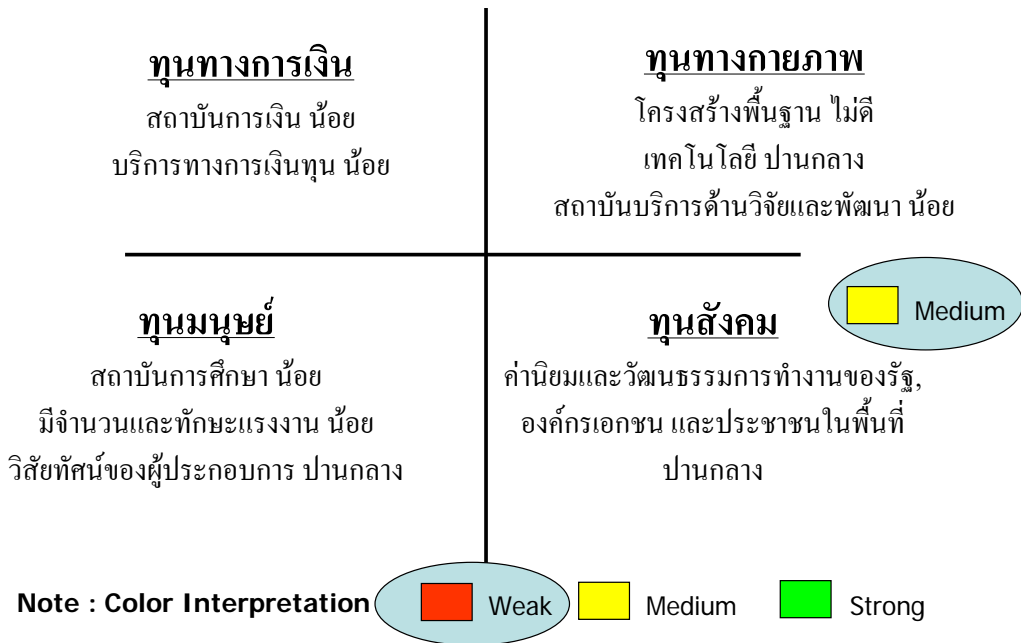 ทุนทางการเงิน
สถาบันการเงิน น้อย
บริการทางการเงินทุน น้อย
ทุนทางกายภาพ
โครงสร้างพื้นฐาน ไม่ดี
เทคโนโลยี ปานกลาง
สถาบันบริการด้านวิจัยและพัฒนา น้อย
ทุนมนุษย์
สถาบันการศึกษา น้อย
มีจำนวนและทักษะแรงงาน น้อย
วิสัยทัศน์ของผู้ประกอบการ ปานกลาง
ทุนสังคม
ค่านิยมและวัฒนธรรมการทำงานของรัฐ,
องค์กรเอกชน และประชาชนในพื้นที่
ปานกลาง
Medium
Note : Color Interpretation Weak Medium Strong